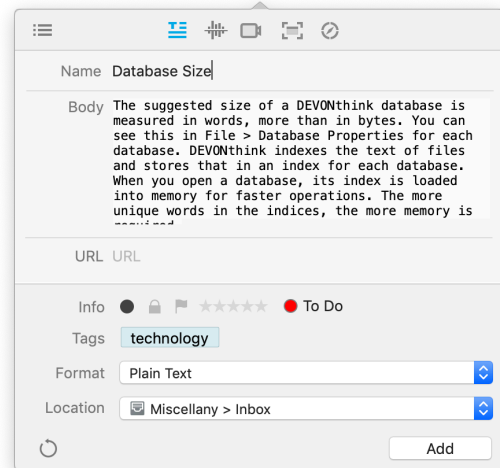 Name Database Size
Body The suggested size of a DEVONthink database is
measured in words, more than in bytes. You can
see this in File > Database Properties for each
database. DEVONthink indexes the text of files
and stores that in an index for each database.
When you open a database, its index is loaded
into memory for faster operations. The more
unique words in the indices, the more memory is
required
URL URL
Info To Do
Tags technology
Format Plain Text
Location Miscellany > Inbox
Add